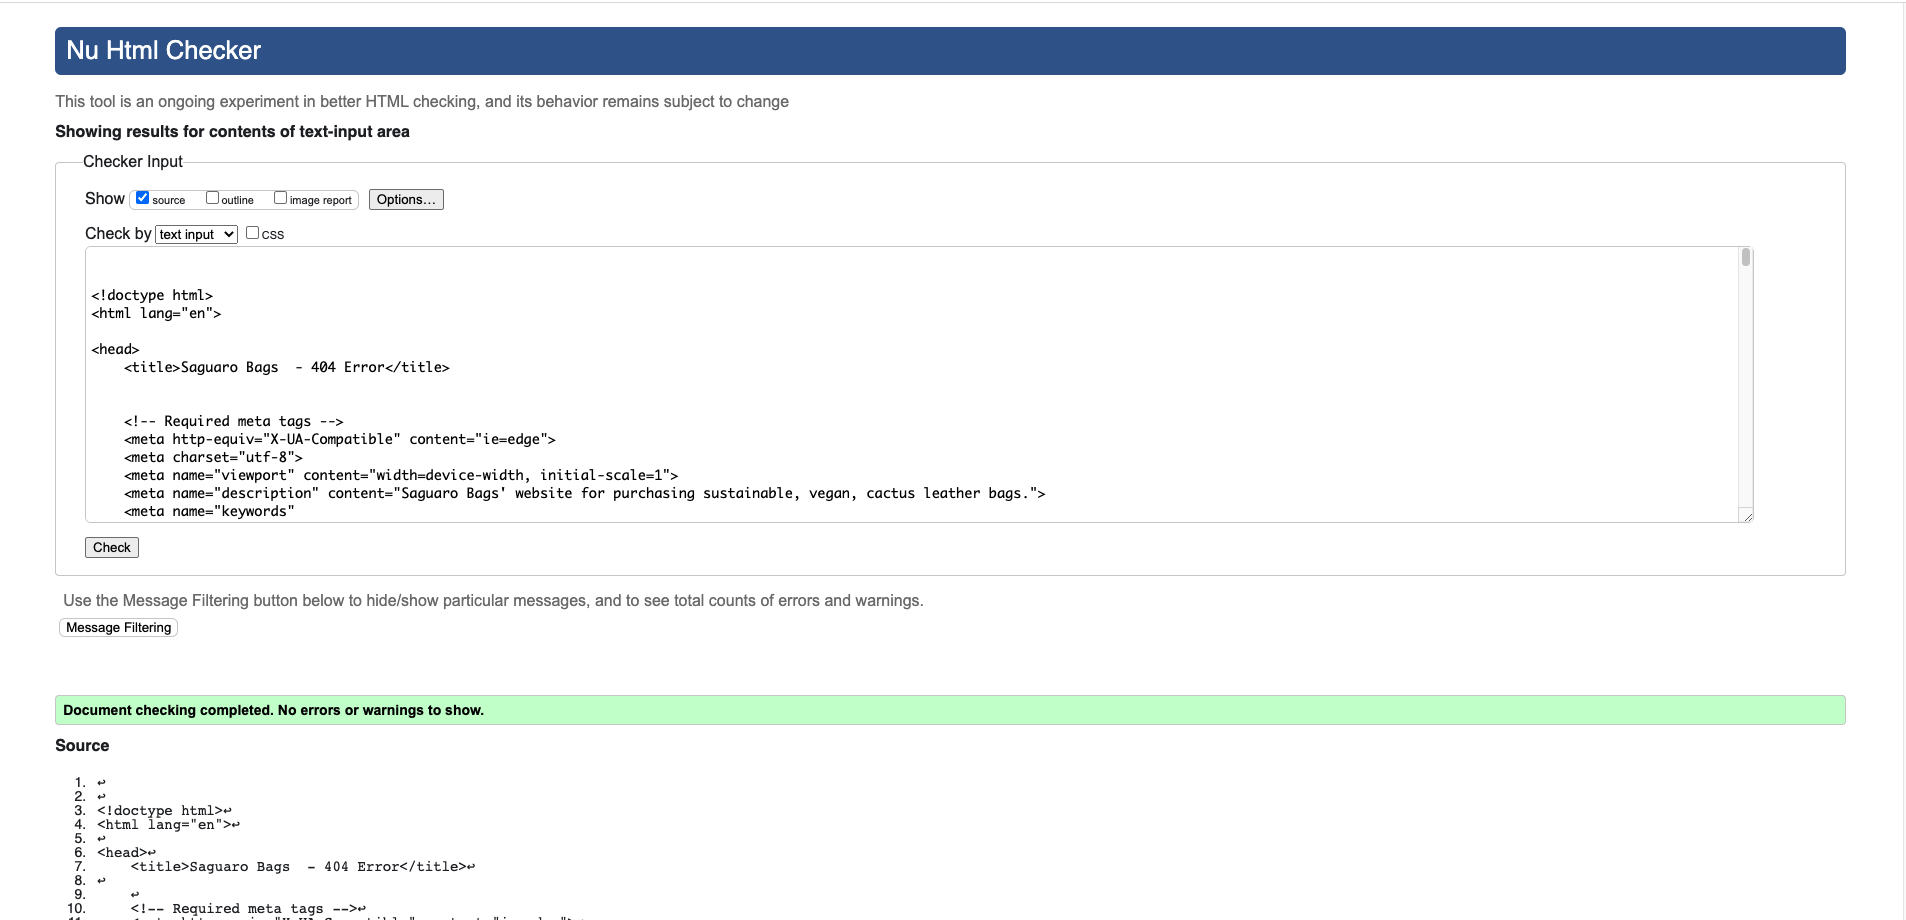 Nu Html Checker
This tool is an ongoing experiment in better HTML checking, and its behavior remains subject to change
Showing results for contents of text-input area
Checker Input
Show source outline image report Options...
Check by text input css
<!doctype html>
<html lang="en">
<head>
<title>Saguaro Bags  - 404 Error</title>
<!-- Required meta tags -->
<meta http-equiv="X-UA-Compatible" content="ie=edge">
<meta charset="utf-8">
<meta name="viewport" content="width=device-width, initial-scale=1">
<meta name="description" content="Saguaro Bags' website for purchasing sustainable, vegan, cactus leather bags.">
<meta name="keywords"
Check
Use the Message Filtering button below to hide/show particular messages, and to see total counts of errors and warnings.
Message Filtering
Document checking completed. No errors or warnings to show.
Source
1. ↩
2. ↩
3. <!doctype html>↩
4. <html lang="en">↩
5. ↩
6. <head>↩
7. <title>Saguaro Bags  - 404 Error</title>↩
8. ↩
9. ↩
10. <!-- Required meta tags -->↩